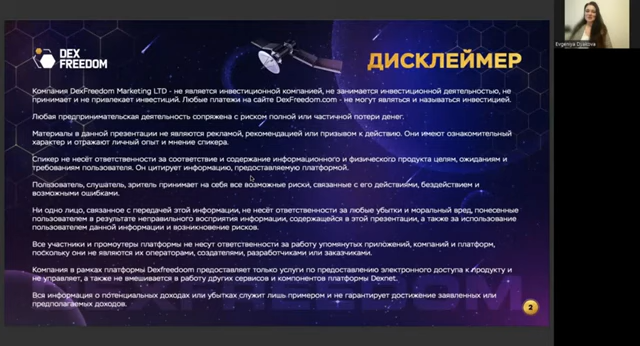 DEX
FREEDOM
ДИСКЛЕЙМЕР
Компания DexFreedom Marketing LTD - не является инвестиционной компанией, не занимается инвестиционной деятельностью, не
принимает и не привлекает инвестиций. Любые платежи на сайте DexFreedom.com - не могут являться и называться инвестицией.
Любая предпринимательская деятельность сопряжена с риском полной или частичной потери денег.
Материалы в данной презентации не являются рекламой, рекомендацией или призывом к действию. Они имеют ознакомительный
характер и отражают личный опыт и мнение спикера.
Спикер не несёт ответственности за соответствие и содержание информационного и физического продукта целям, ожиданиям и
требованиям пользователя. Он цитирует информацию, предоставляемую платформой.
Пользователь, слушатель, зритель принимает на себя все возможные риски, связанные с его действиями, бездействием и
возможными ошибками.
Ни одно лицо, связанное с передачей этой информации, не несёт ответственности за любые убытки и моральный вред, понесенные
пользователем в результате неправильного восприятия информации, содержащейся в этой презентации, а также за использование
пользователем данной информации и возникновение рисков.
Все участники и промоутеры платформы не несут ответственности за работу упомянутых приложений, компаний и платформ,
поскольку они не являются их операторами, создателями, разработчиками или заказчиками.
Компания в рамках платформы Dexfreedoom предоставляет только услуги по предоставлению электронного доступа к продукту и
не управляет, а также не вмешивается в работу других сервисов и компонентов платформы Dexnet.
Вся информация о потенциальных доходах или убытках служит лишь примером и не гарантирует достижение заявленных или
предполагаемых доходов.
2